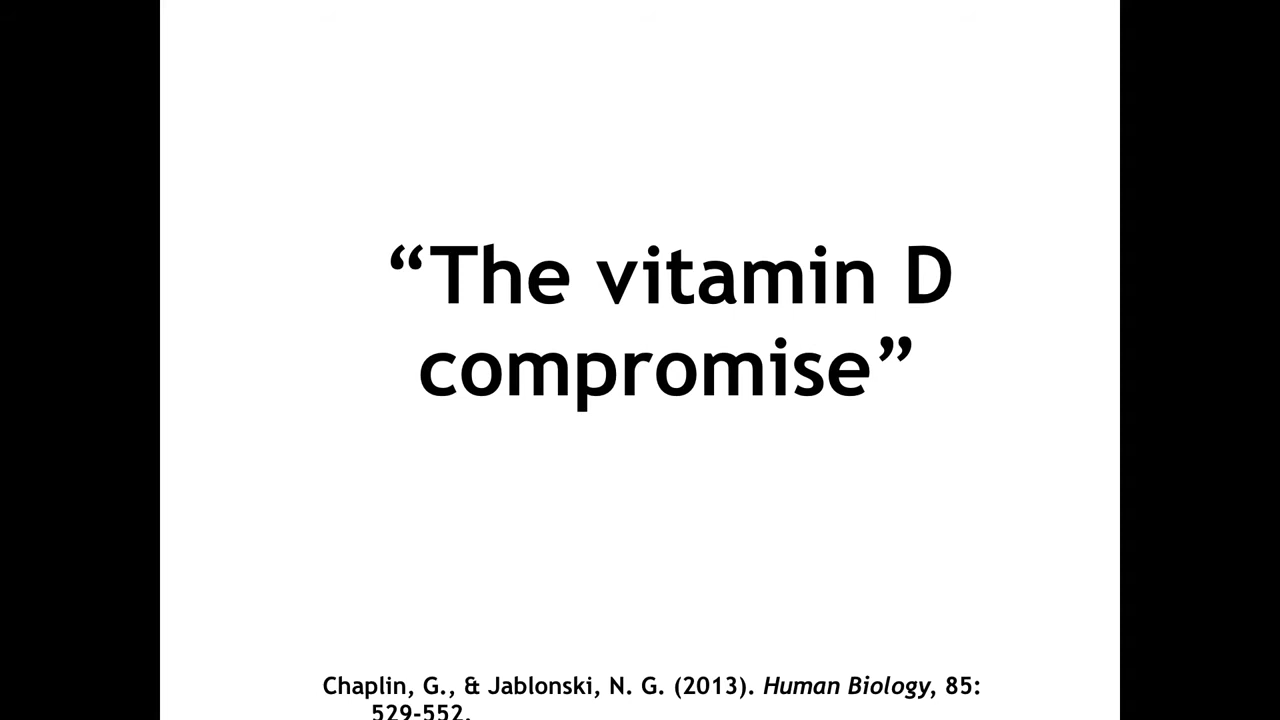 “The vitamin D
compromise”
Chaplin, G., & Jablonski, N. G. (2013). Human Biology, 85:
529-552.